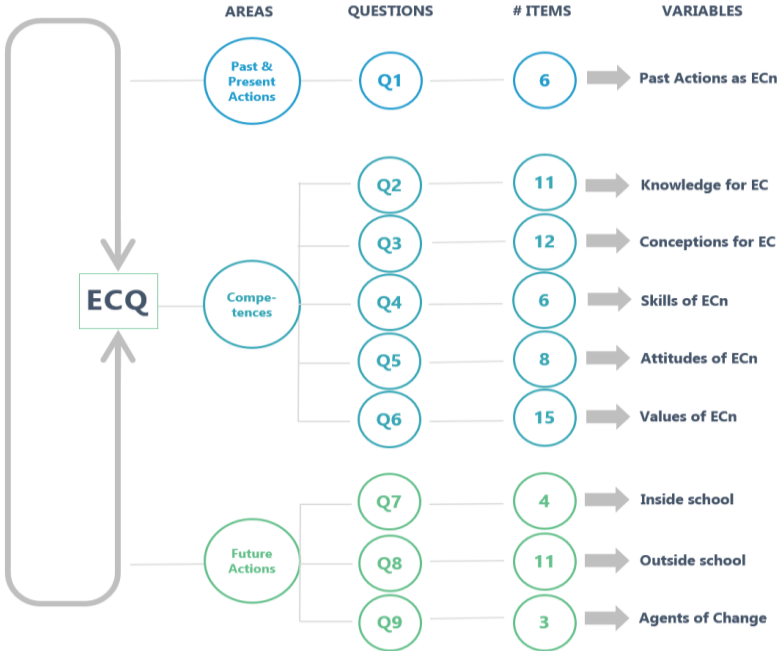 AREAS QUESTIONS # ITEMS VARIABLES
Past &
Present
Actions
Q1 6 Past Actions as ECn
Q2 11 Knowledge for EC
Q3 12 Conceptions for EC
ECQ
Compe-
tences
Q4 6 Skills of ECn
Q5 8 Attitudes of ECn
Q6 15 Values of ECn
Q7 4 Inside school
Future
Actions
Q8 11 Outside school
Q9 3 Agents of Change